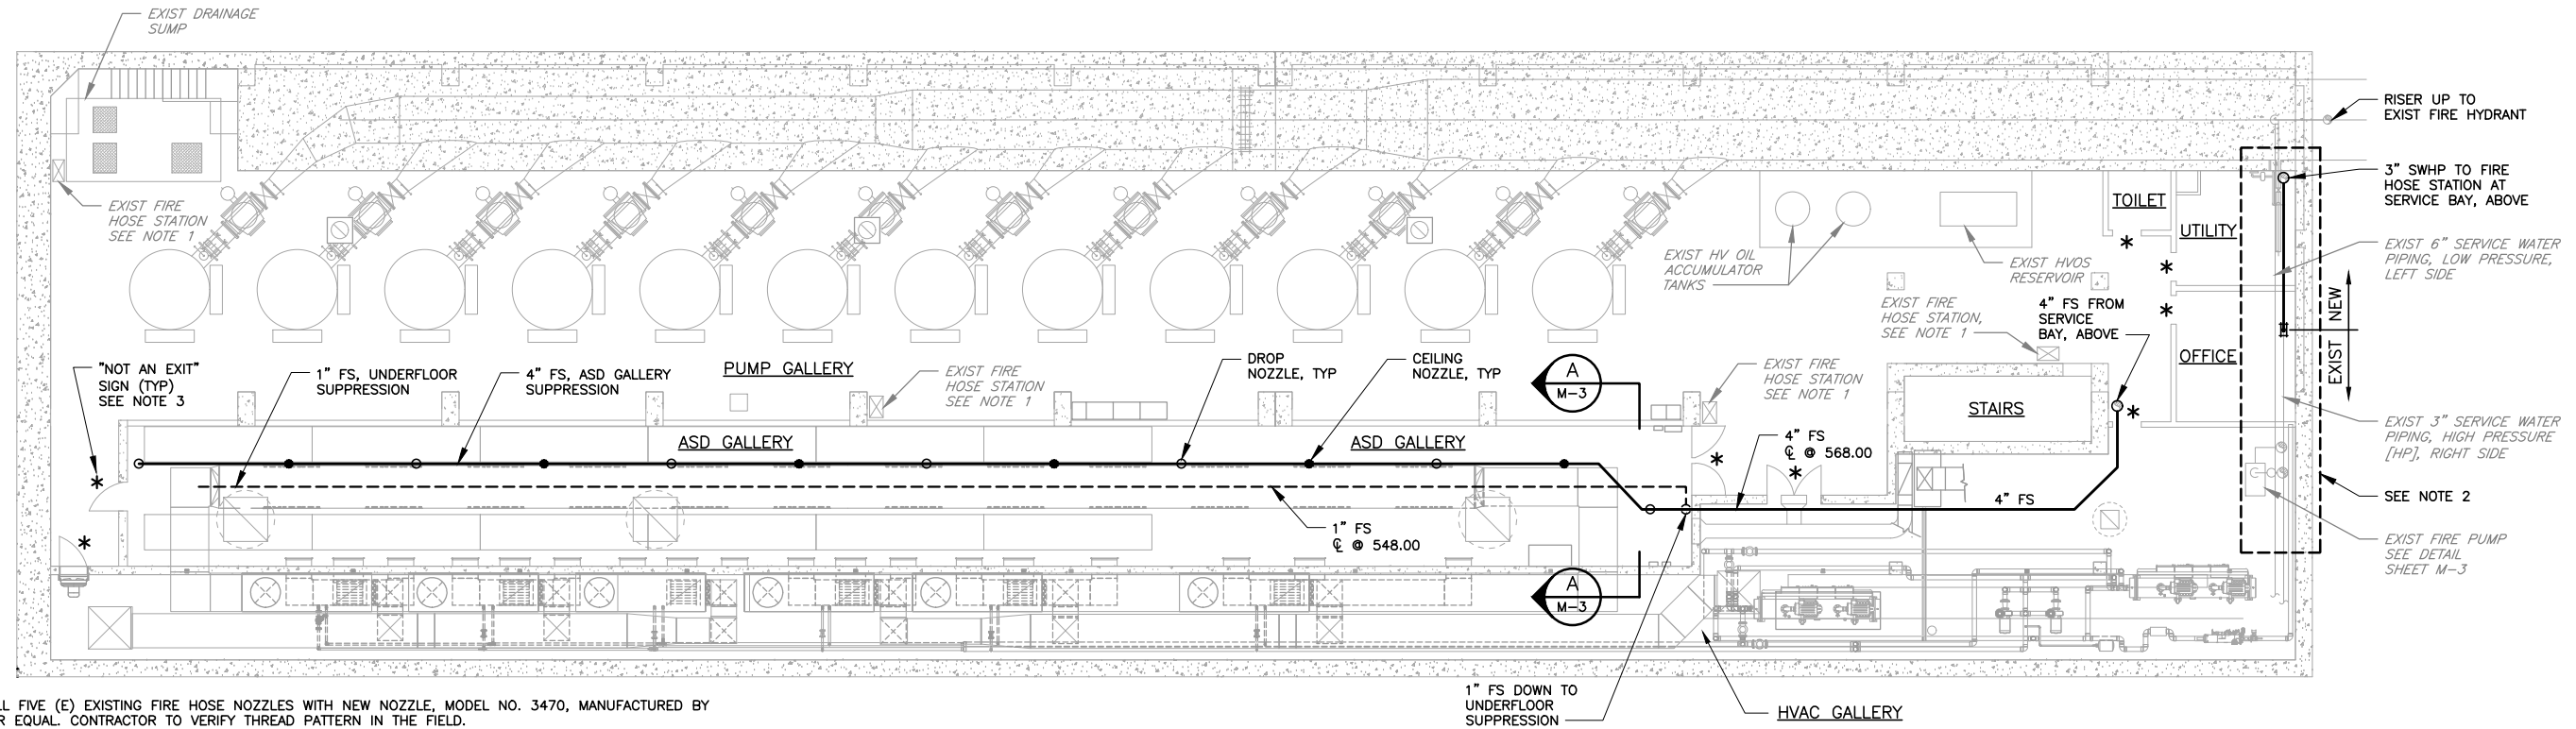 EXIST DRAINAGE
SUMP
RISER UP TO
EXIST FIRE HYDRANT
3" SWHP TO FIRE
HOSE STATION AT
SERVICE BAY, ABOVE
EXIST FIRE
HOSE STATION
SEE NOTE 1
TOILET
UTILITY
EXIST 6" SERVICE WATER
PIPING, LOW PRESSURE,
LEFT SIDE
EXIST HV OIL
ACCUMULATOR
TANKS
EXIST HVOS
RESERVOIR
EXIST FIRE
HOSE STATION,
SEE NOTE 1
4" FS FROM
SERVICE
BAY, ABOVE
NEW
EXIST
OFFICE
"NOT AN EXIT"
SIGN (TYP)
SEE NOTE 3
1" FS, UNDERFLOOR
SUPPRESSION
4" FS, ASD GALLERY
SUPPRESSION
PUMP GALLERY
EXIST FIRE
HOSE STATION
SEE NOTE 1
DROP
NOZZLE, TYP
CEILING
NOZZLE, TYP
A
M-3
EXIST FIRE
HOSE STATION
SEE NOTE 1
STAIRS
EXIST 3" SERVICE WATER
PIPING, HIGH PRESSURE
[HP], RIGHT SIDE
ASD GALLERY
ASD GALLERY
4" FS
℄ @ 568.00
4" FS
SEE NOTE 2
1" FS
℄ @ 548.00
EXIST FIRE PUMP
SEE DETAIL
SHEET M-3
A
M-3
1" FS DOWN TO
UNDERFLOOR
SUPPRESSION
HVAC GALLERY
FIVE (E) EXISTING FIRE HOSE NOZZLES WITH NEW NOZZLE, MODEL NO. 3470, MANUFACTURED BY
EQUAL. CONTRACTOR TO VERIFY THREAD PATTERN IN THE FIELD.